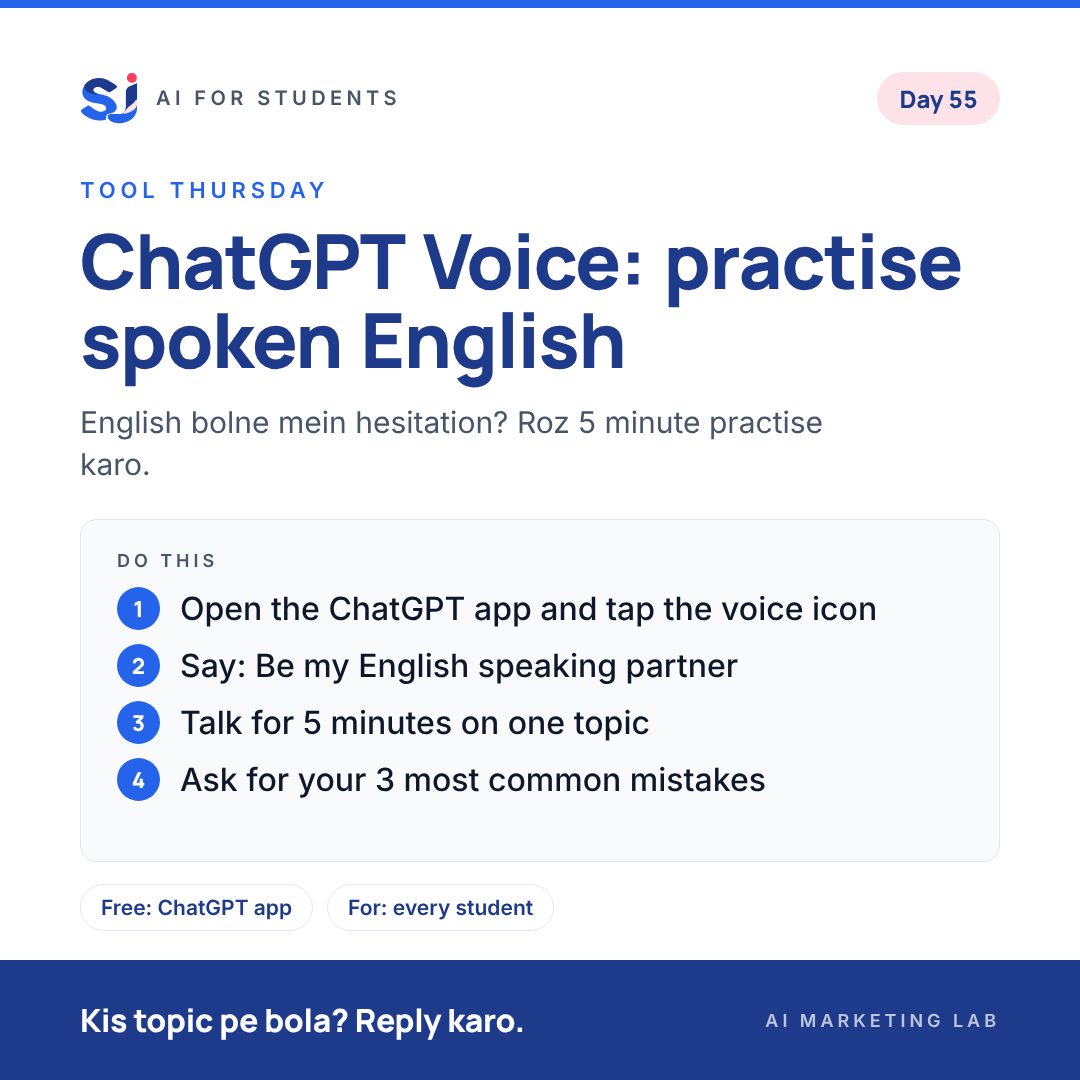 SJ AI FOR STUDENTS
Day 55
TOOL THURSDAY
ChatGPT Voice: practise
spoken English
English bolne mein hesitation? Roz 5 minute practise
karo.
DO THIS
1 Open the ChatGPT app and tap the voice icon
2 Say: Be my English speaking partner
3 Talk for 5 minutes on one topic
4 Ask for your 3 most common mistakes
Free: ChatGPT app
For: every student
Kis topic pe bola? Reply karo.
AI MARKETING LAB